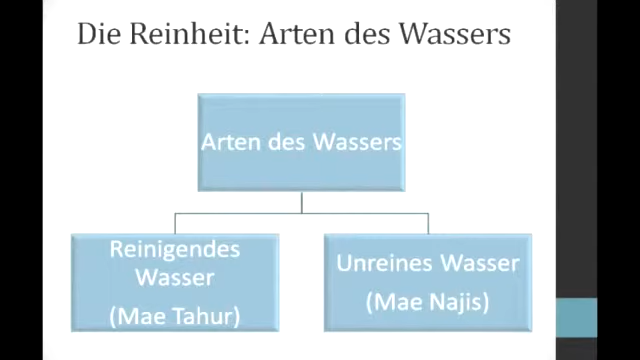 Die Reinheit: Arten des Wassers
Arten des Wassers
Reinigendes
Wasser
(Mae Tahur)
Unreines Wasser
(Mae Najis)